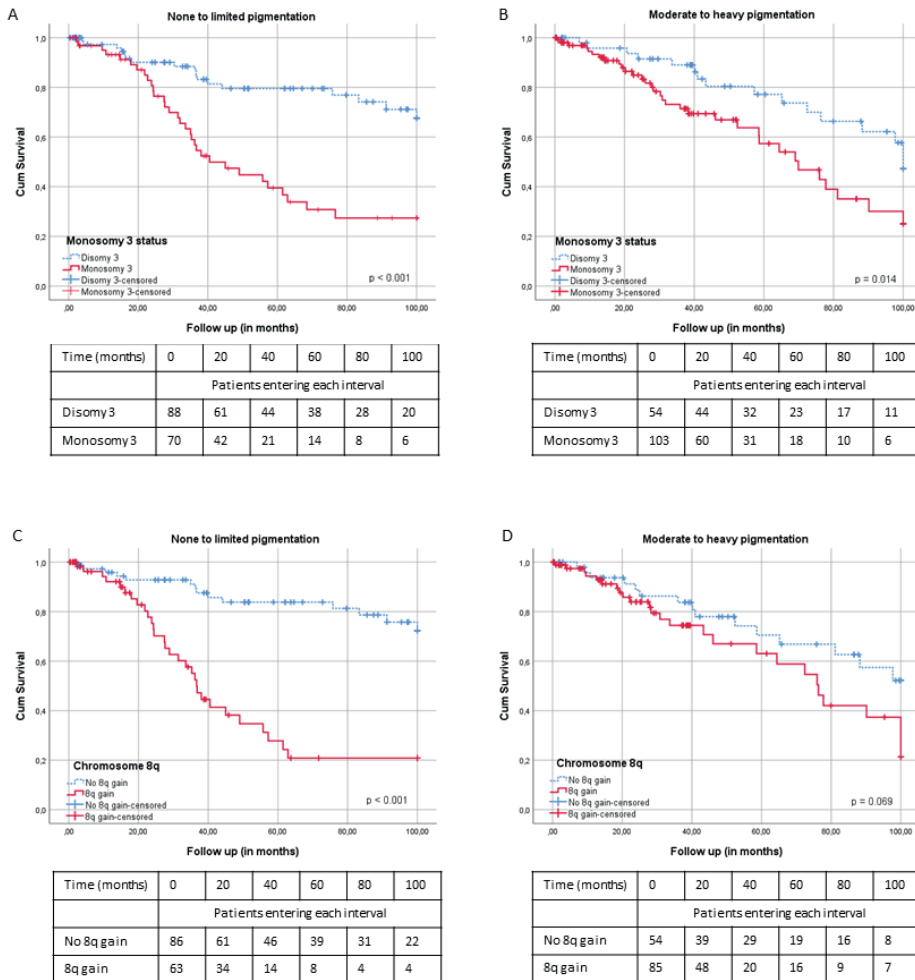 A
None to limited pigmentation
1,0
0,8
0,6
0,4
0,2
0,0
Cum Survival
Monosomy 3 status
Disomy 3
Monosomy 3
Disomy 3-censored
Monosomy 3-censored
p < 0.001
,00 20,00 40,00 60,00 80,00 100,00
Follow up (in months)
Time (months) 0 20 40 60 80 100
Patients entering each interval
Disomy 3 88 61 44 38 28 20
Monosomy 3 70 42 21 14 8 6
B
Moderate to heavy pigmentation
1,0
0,8
0,6
0,4
0,2
0,0
Cum Survival
Monosomy 3 status
Disomy 3
Monosomy 3
Disomy 3-censored
Monosomy 3-censored
p = 0.014
,00 20,00 40,00 60,00 80,00 100,00
Follow up (in months)
Time (months) 0 20 40 60 80 100
Patients entering each interval
Disomy 3 54 44 32 23 17 11
Monosomy 3 103 60 31 18 10 6
C
None to limited pigmentation
1,0
0,8
0,6
0,4
0,2
0,0
Cum Survival
Chromosome 8q
No 8q gain
8q gain
No 8q gain-censored
8q gain-censored
p < 0.001
,00 20,00 40,00 60,00 80,00 100,00
Follow up (in months)
Time (months) 0 20 40 60 80 100
Patients entering each interval
No 8q gain 86 61 46 39 31 22
8q gain 63 34 14 8 4 4
D
Moderate to heavy pigmentation
1,0
0,8
0,6
0,4
0,2
0,0
Cum Survival
Chromosome 8q
No 8q gain
8q gain
No 8q gain-censored
8q gain-censored
p = 0.069
,00 20,00 40,00 60,00 80,00 100,00
Follow up (in months)
Time (months) 0 20 40 60 80 100
Patients entering each interval
No 8q gain 54 39 29 19 16 8
8q gain 85 48 20 16 9 7